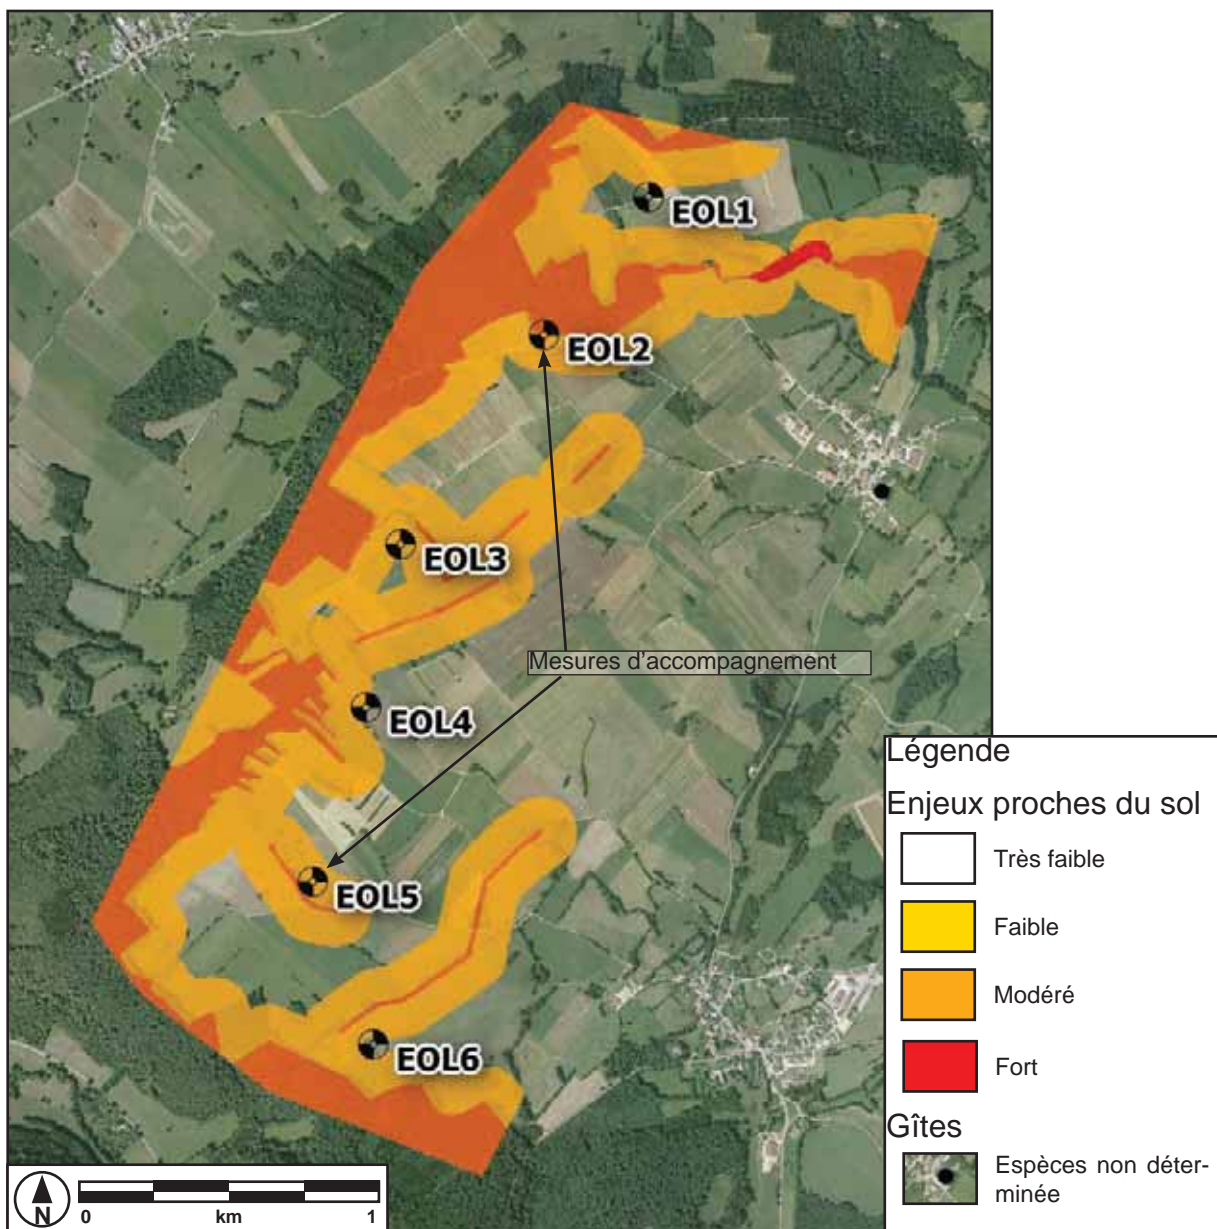 EOL1
EOL2
EOL3
Mesures d'accompagnement
EOL4
EOL5
EOL6
N
0 km 1
Légende
Enjeux proches du sol
Très faible
Faible
Modéré
Fort
Gîtes
Espèces non déter-
minée